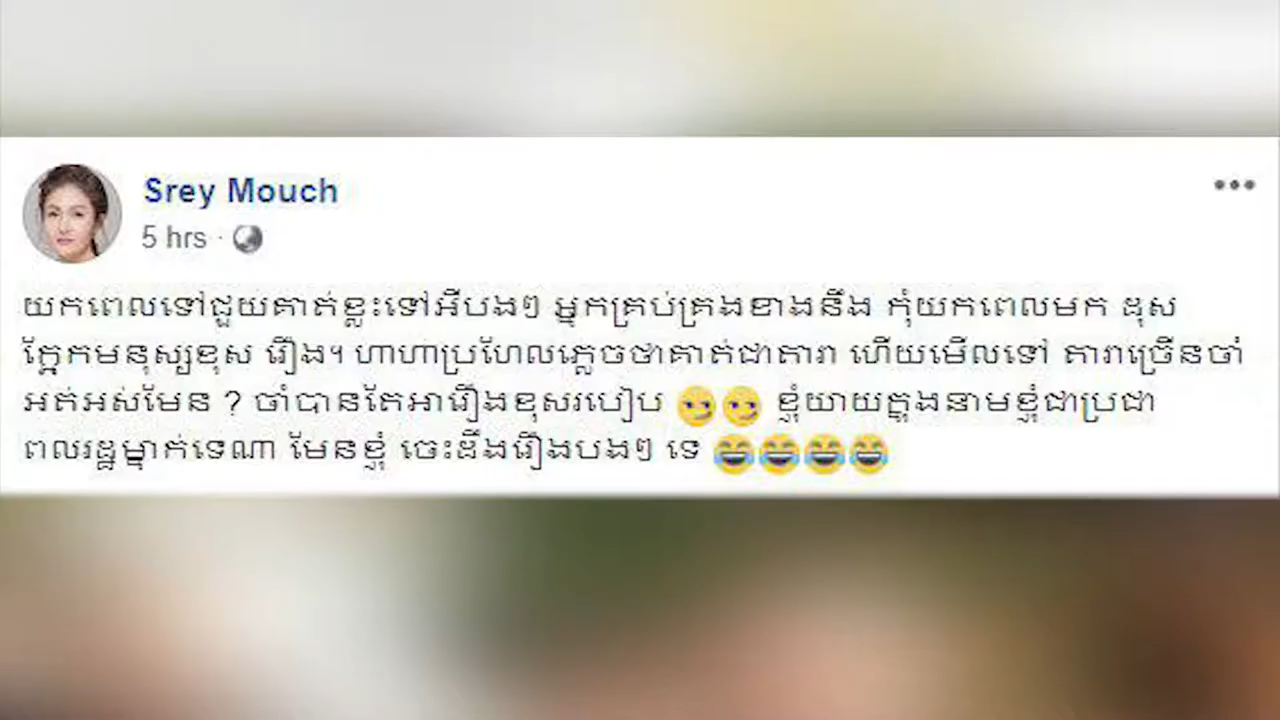 Srey Mouch
5 hrs ·
យកពេលទៅជួយគាត់ខ្លះទៅអីបងៗ អ្នកគ្រប់គ្រងខាងនឹង កុំយកពេលមក ដុស
ក្អែកមនុស្សខុស រឿង។ ហាហាប្រហែលភ្លេចថាគាត់ជាតារា ហើយមើលទៅ តារាច្រើនចាំ
អត់អស់មែន ? ចាំបានតែអារឿងខុសរបៀប 😏😏 ខ្ញុំយាយក្នុងនាមខ្ញុំជាប្រជា
ពលរដ្ឋម្នាក់ទេណា មែនខ្ញុំ ចេះដឹងរឿងបងៗ ទេ 😂😂😂😂